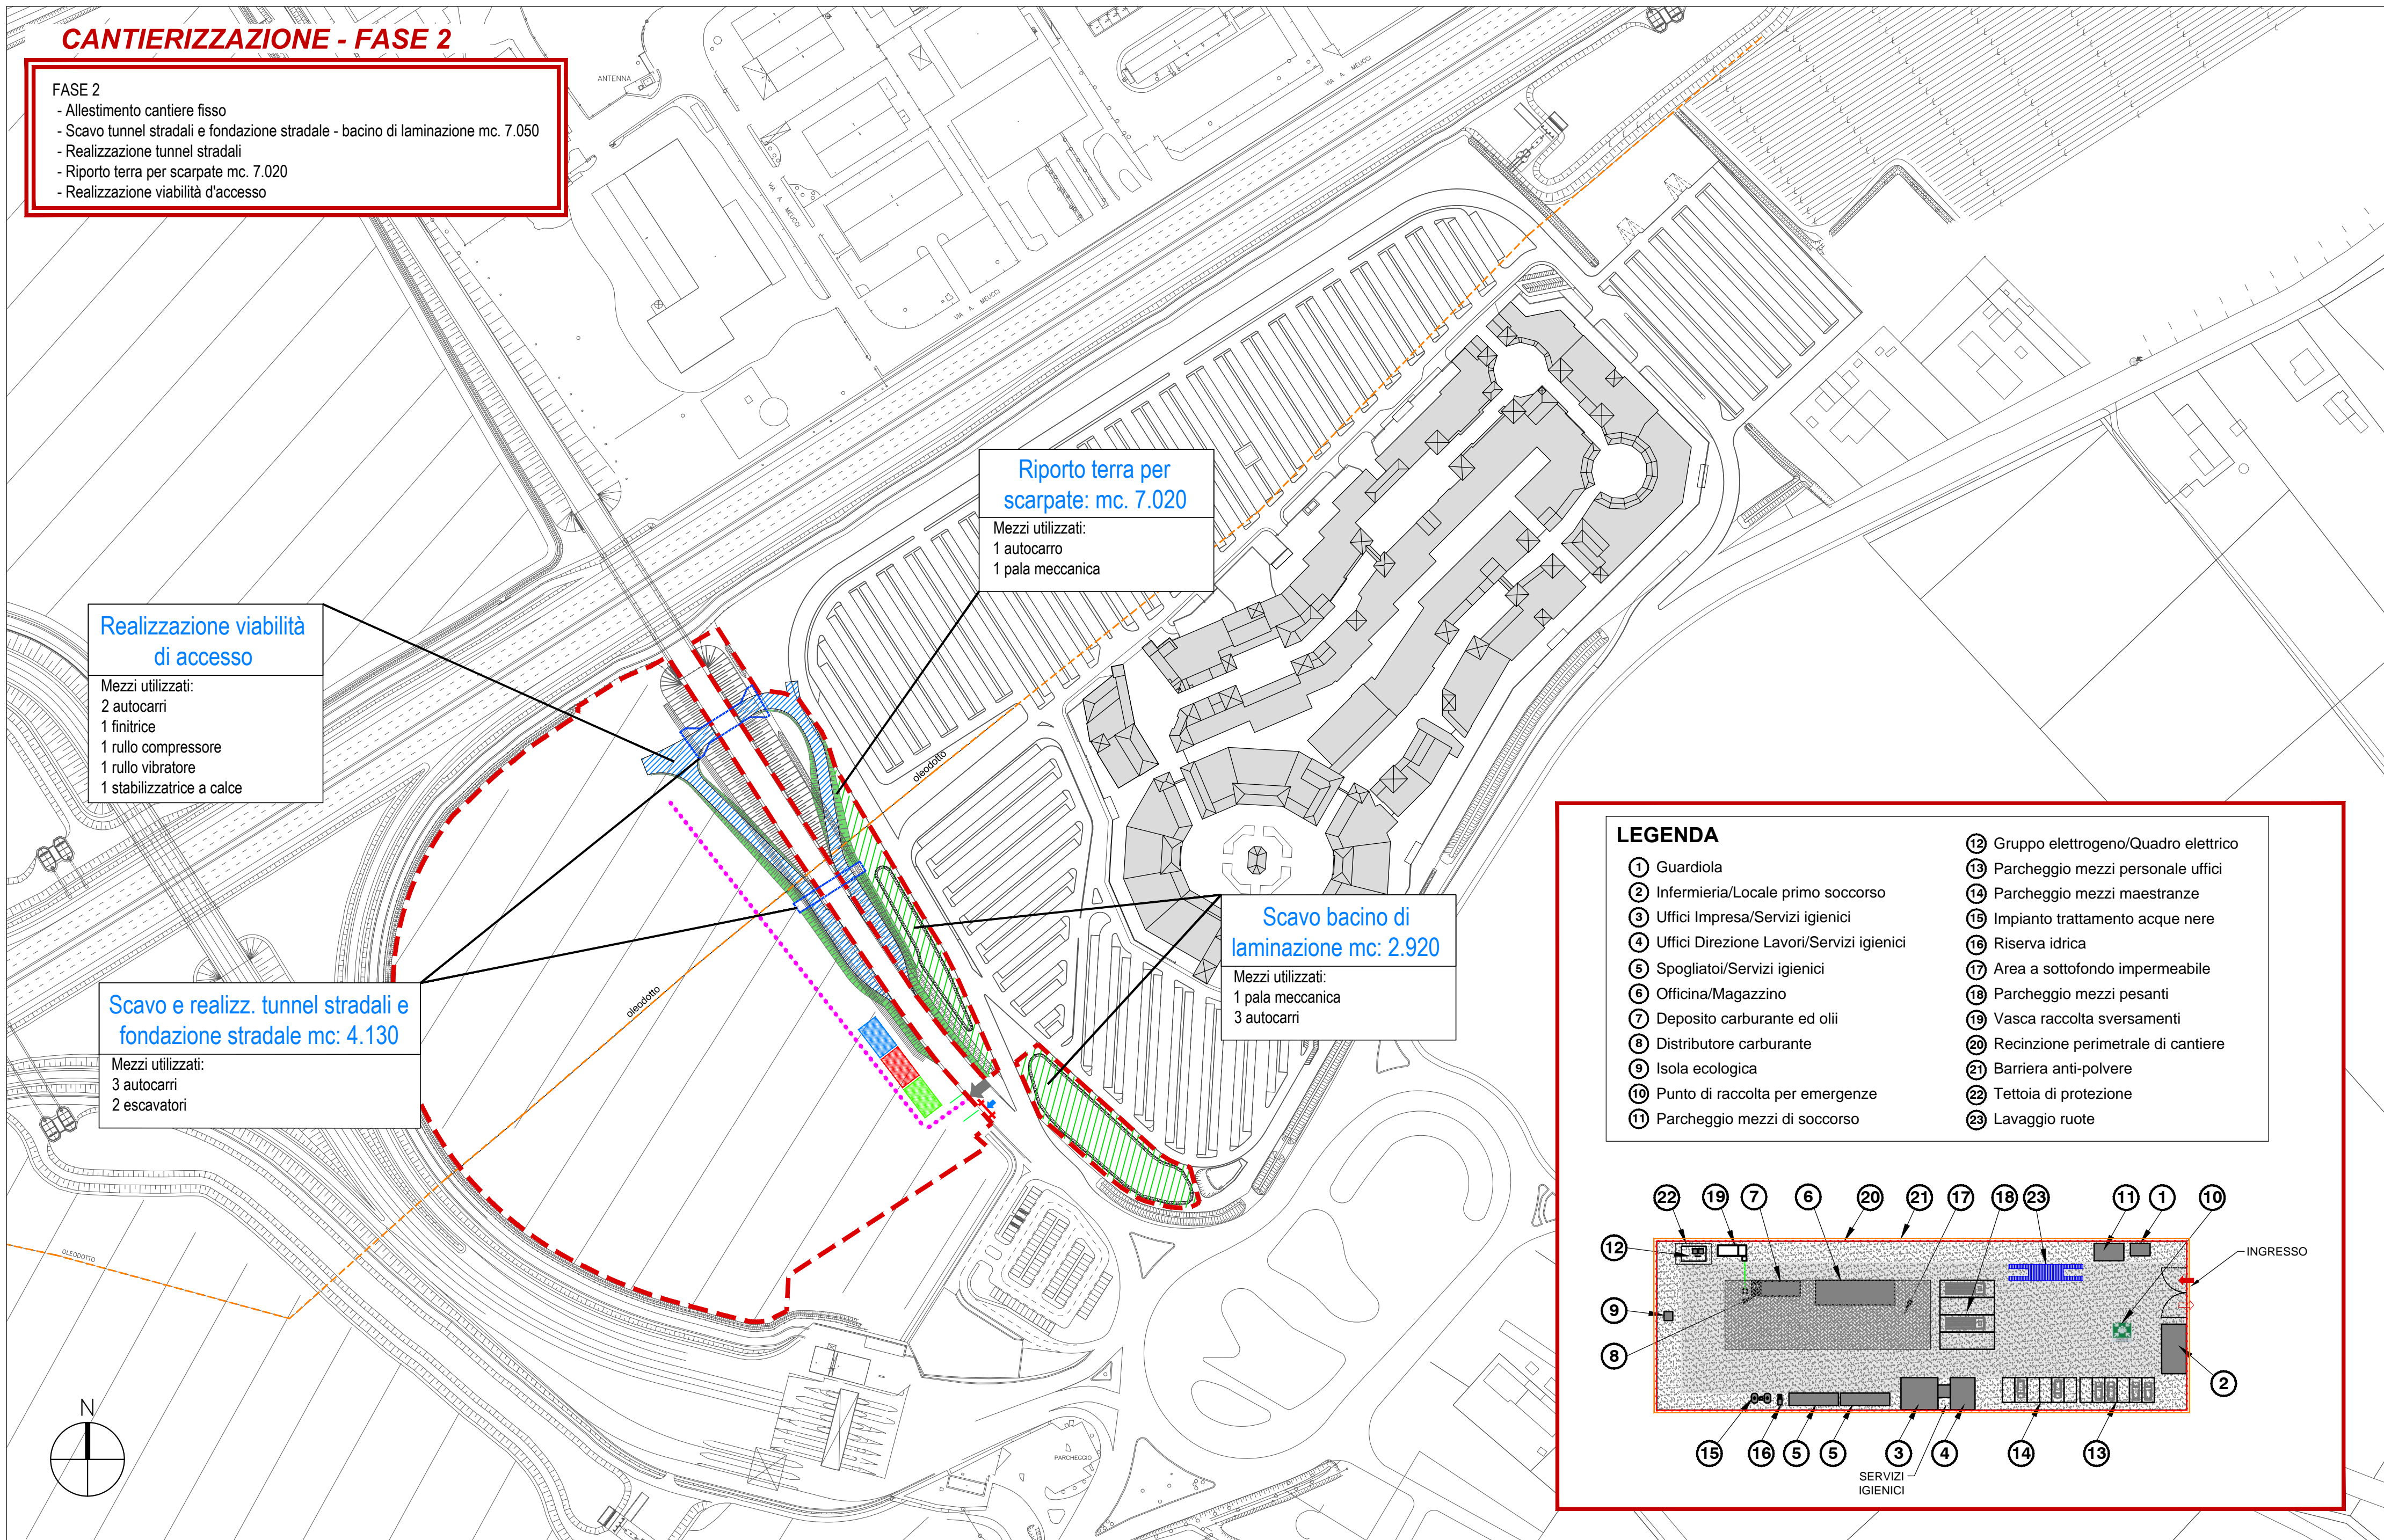 CANTIERIZZAZIONE - FASE 2
FASE 2
- Allestimento cantiere fisso
- Scavo tunnel stradali e fondazione stradale - bacino di laminazione mc. 7.050
- Realizzazione tunnel stradali
- Riporto terra per scarpate mc. 7.020
- Realizzazione viabilità d'accesso
ANTENNA
VIA A. MEUCCI
VIA A. MEUCCI
VIA A. MEUCCI
VIA A. MEUCCI
Riporto terra per
scarpate: mc. 7.020
Mezzi utilizzati:
1 autocarro
1 pala meccanica
Realizzazione viabilità
di accesso
Mezzi utilizzati:
2 autocarri
1 finitrice
1 rullo compressore
1 rullo vibratore
1 stabilizzatrice a calce
oleodotto
oleodotto
Scavo bacino di
laminazione mc: 2.920
Mezzi utilizzati:
1 pala meccanica
3 autocarri
Scavo e realizz. tunnel stradali e
fondazione stradale mc: 4.130
Mezzi utilizzati:
3 autocarri
2 escavatori
OLEODOTTO
PARCHEGGIO
N
LEGENDA
1 Guardiola
2 Infermieria/Locale primo soccorso
3 Uffici Impresa/Servizi igienici
4 Uffici Direzione Lavori/Servizi igienici
5 Spogliatoi/Servizi igienici
6 Officina/Magazzino
7 Deposito carburante ed olii
8 Distributore carburante
9 Isola ecologica
10 Punto di raccolta per emergenze
11 Parcheggio mezzi di soccorso
12 Gruppo elettrogeno/Quadro elettrico
13 Parcheggio mezzi personale uffici
14 Parcheggio mezzi maestranze
15 Impianto trattamento acque nere
16 Riserva idrica
17 Area a sottofondo impermeabile
18 Parcheggio mezzi pesanti
19 Vasca raccolta sversamenti
20 Recinzione perimetrale di cantiere
21 Barriera anti-polvere
22 Tettoia di protezione
23 Lavaggio ruote
22 19 7 6 20 21 17 18 23 11 1 10
12
INGRESSO
9
8
2
15 16 5 5 3 4 14 13
SERVIZI
IGIENICI